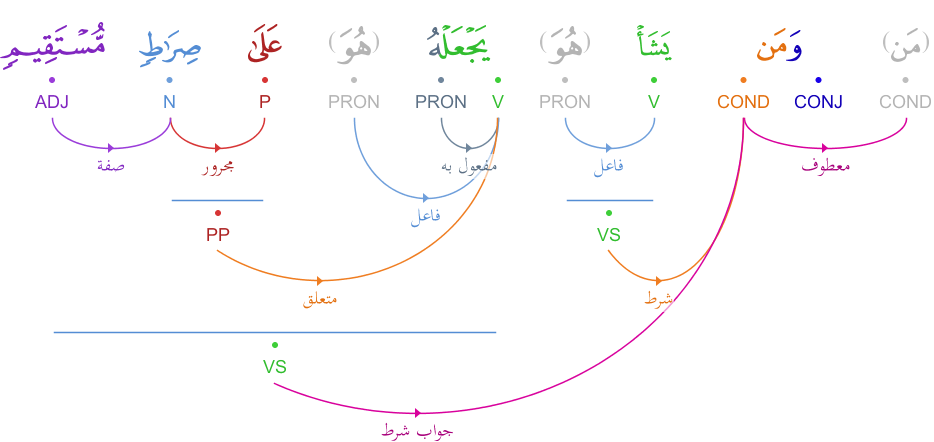 (مَن) وَمَن يَشَأْ (هُوَ) يَجْعَلْهُ (هُوَ) عَلَىٰ صِرَٰطٍ مُّسْتَقِيمٍ
COND CONJ COND V PRON V PRON PRON P N ADJ
معطوف فاعل مفعول به مجرور صفة
فاعل
VS PP
شرط متعلق
VS
جواب شرط